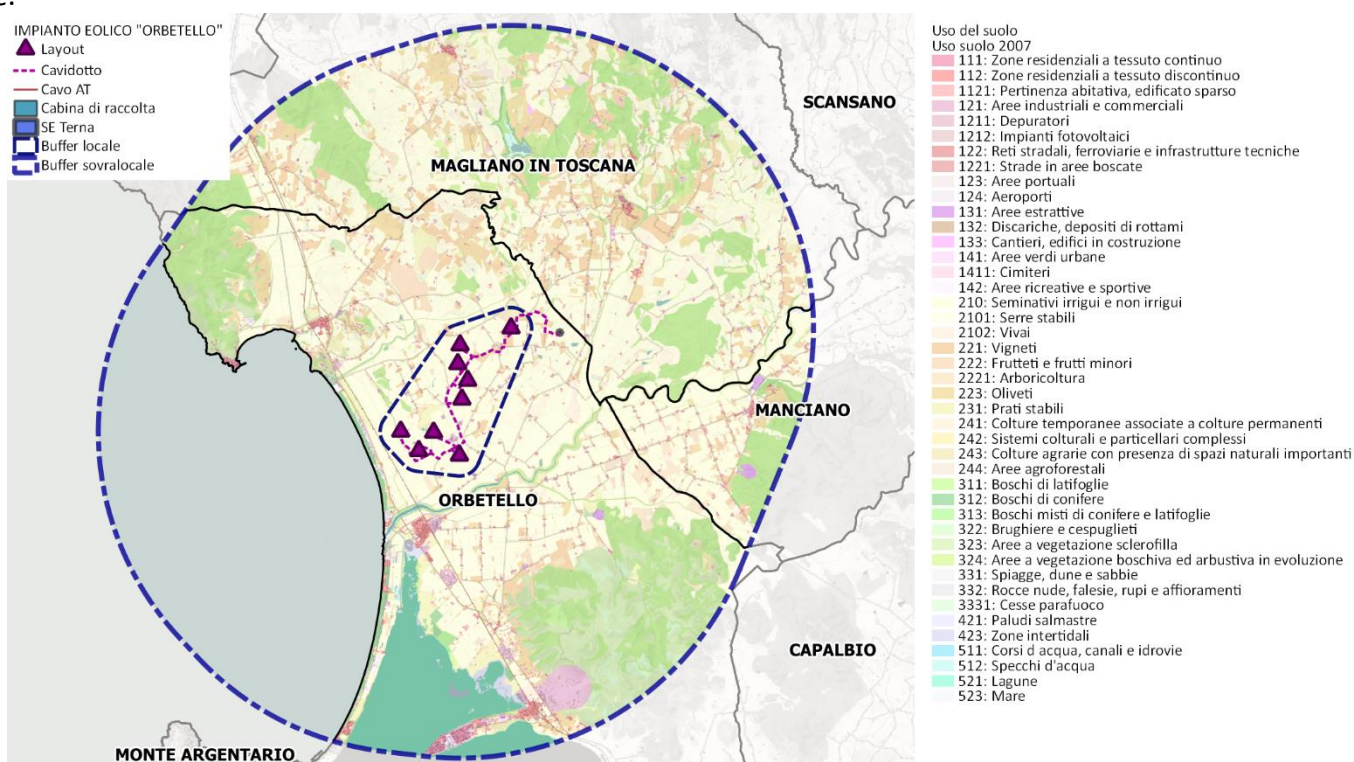 IMPIANTO EOLICO "ORBETELLO"
Layout
Cavidotto
Cavo AT
Cabina di raccolta
SE Terna
Buffer locale
Buffer sovralocale
SCANSANO
MAGLIANO IN TOSCANA
MANCIANO
ORBETELLO
CAPALBIO
MONTE ARGENTARIO
Uso del suolo
Uso suolo 2007
111: Zone residenziali a tessuto continuo
112: Zone residenziali a tessuto discontinuo
1121: Pertinenza abitativa, edificato sparso
121: Aree industriali e commerciali
1211: Depuratori
1212: Impianti fotovoltaici
122: Reti stradali, ferroviarie e infrastrutture tecniche
1221: Strade in aree boscate
123: Aree portuali
124: Aeroporti
131: Aree estrattive
132: Discariche, depositi di rottami
133: Cantieri, edifici in costruzione
141: Aree verdi urbane
1411: Cimiteri
142: Aree ricreative e sportive
210: Seminativi irrigui e non irrigui
2101: Serre stabili
2102: Vivai
221: Vigneti
222: Frutteti e frutti minori
2221: Arboricoltura
223: Oliveti
231: Prati stabili
241: Colture temporanee associate a colture permanenti
242: Sistemi colturali e particellari complessi
243: Colture agrarie con presenza di spazi naturali importanti
244: Aree agroforestali
311: Boschi di latifoglie
312: Boschi di conifere
313: Boschi misti di conifere e latifoglie
322: Brughiere e cespuglieti
323: Aree a vegetazione sclerofilla
324: Aree a vegetazione boschiva ed arbustiva in evoluzione
331: Spiagge, dune e sabbie
332: Rocce nude, falesie, rupi e affioramenti
3331: Cesse parafuoco
421: Paludi salmastre
423: Zone intertidali
511: Corsi d acqua, canali e idrovie
512: Specchi d'acqua
521: Lagune
523: Mare